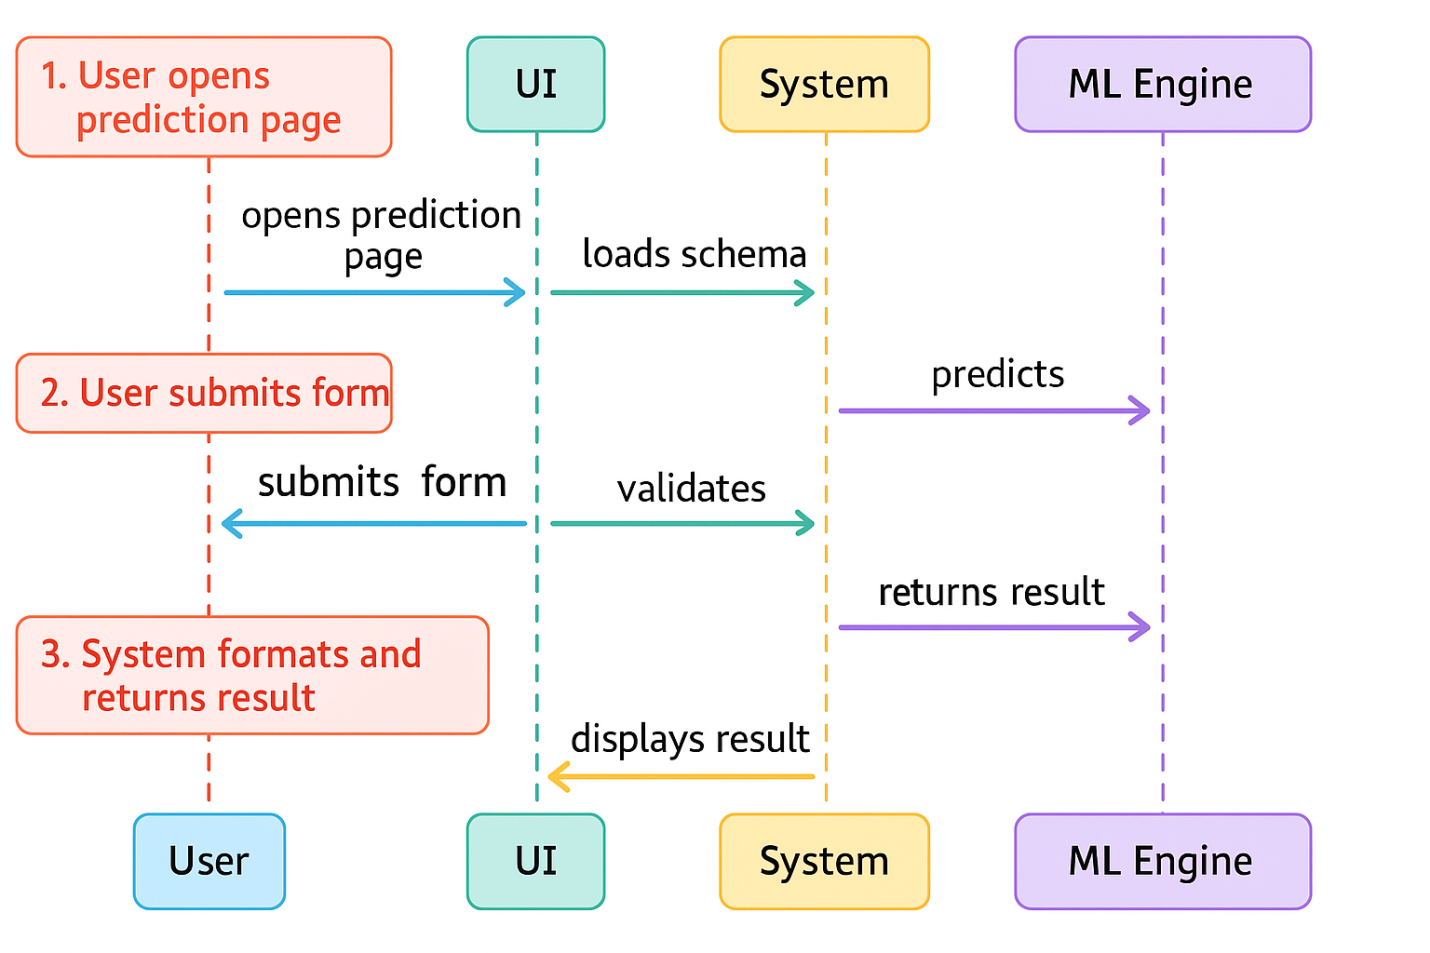 1. User opens
prediction page
UI
System
ML Engine
opens prediction
page
loads schema
predicts
2. User submits form
submits form
validates
returns result
3. System formats and
returns result
displays result
User
UI
System
ML Engine